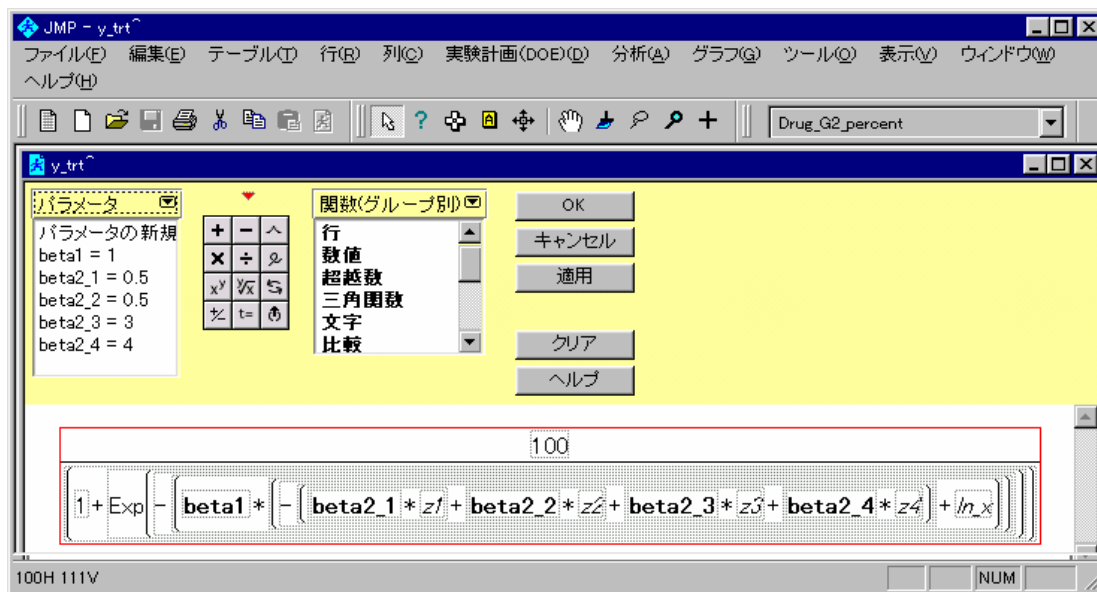 JMP - y_trt^
ファイル(F) 編集(E) テーブル(T) 行(R) 列(C) 実験計画(DOE)(D) 分析(A) グラフ(G) ツール(O) 表示(V) ウィンドウ(W)
ヘルプ(H)
Drug_G2_percent
y_trt^
パラメータ
パラメータの新規
beta1 = 1
beta2_1 = 0.5
beta2_2 = 0.5
beta2_3 = 3
beta2_4 = 4
+ - ^
× ÷
x^y y√x
+/- t=
関数(グループ別)
行
数値
超越数
三角関数
文字
比較
OK
キャンセル
適用
クリア
ヘルプ
100
(1+Exp(-(beta1*(-(beta2_1*z1+beta2_2*z2+beta2_3*z3+beta2_4*z4)+ln_x))))
100H 111V
NUM